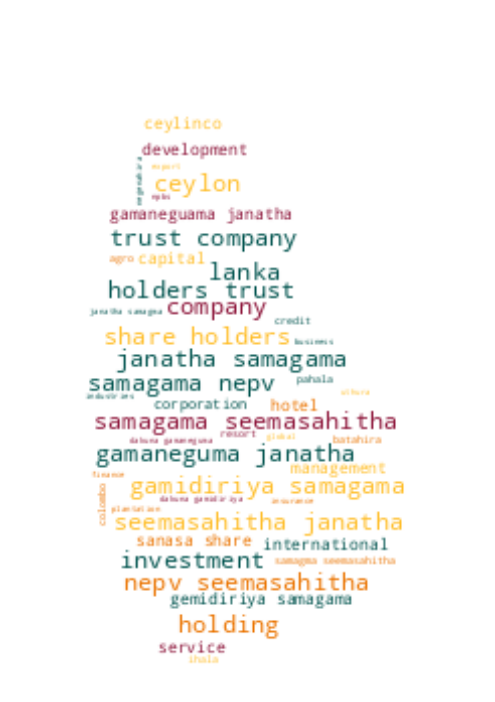 ceylinco
development
export
ceylon
gamaneguama janatha
trust company
agro capital
lanka
holders trust
janatha samagma company
credit
share holders business
janatha samagama
samagama nepv pahala
industries
corporation hotel
samagama seemasahitha
resort global
dakuna gamaneguma batahira
gamaneguma janatha
management
finance
gamidiriya samagama
colombo
dakuna gamidiriya insurance
plantation
seemasahitha janatha
sanasa share international
investment samagma seemasahitha
nepv seemasahitha
gemidiriya samagama
holding
service
ihala